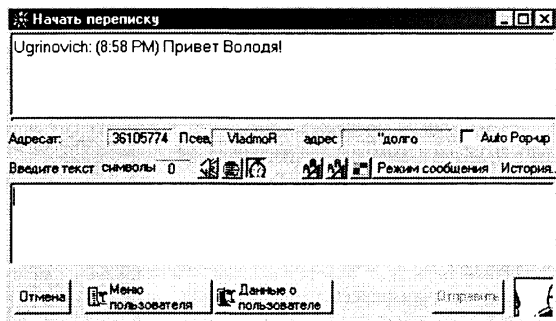 Начать переписку
Ugrinovich: (8:58 PM) Привет Володя!
Адресат: 36105774 Псев. VladmoR адрес "долго Auto Pop-up
Введите текст символы 0 Режим сообщения История..
Отмена Меню пользователя Данные о пользователе Отправить